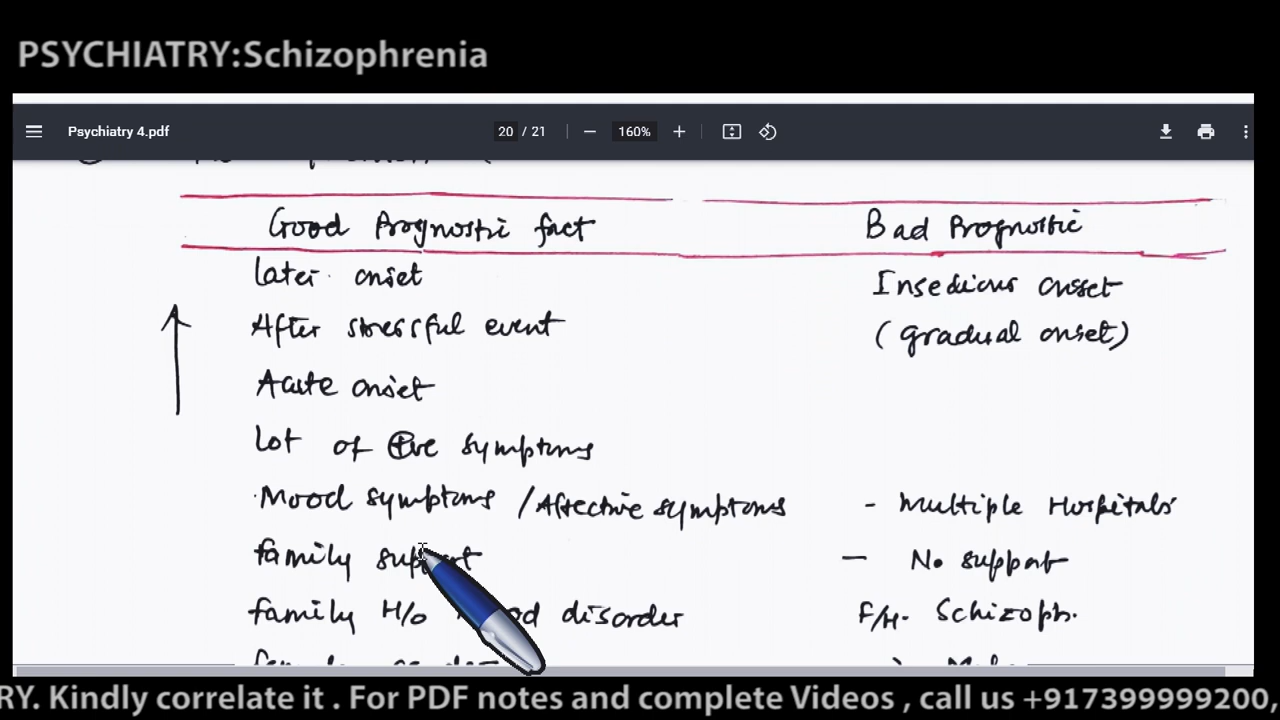 PSYCHIATRY:Schizophrenia
Psychiatry 4.pdf 20 / 21 160%
Good Prognostic fact Bad Prognostic
Later onset Insedious onset
After stressful event (gradual onset)
Acute onset
Lot of +ve symptoms
Mood symptoms / Affective symptoms - Multiple Hospitals
family support - No support
family H/o disorder F/H. Schizoph.
RY. Kindly correlate it . For PDF notes and complete Videos , call us +917399999200,